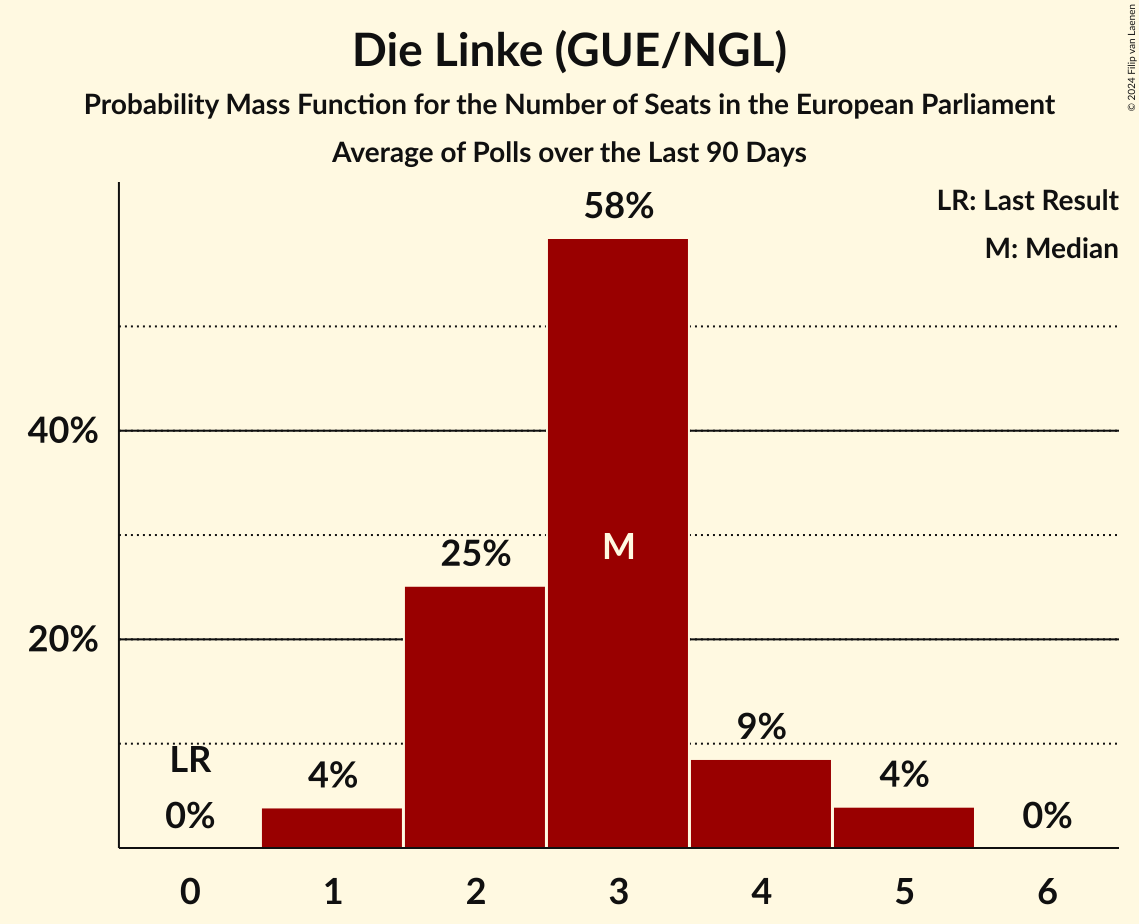 Die Linke (GUE/NGL)
Probability Mass Function for the Number of Seats in the European Parliament
Average of Polls over the Last 90 Days
© 2024 Filip van Laenen
LR: Last Result
M: Median
58%
40%
25%
M
20%
9%
LR
4%
4%
0%
0%
0 1 2 3 4 5 6